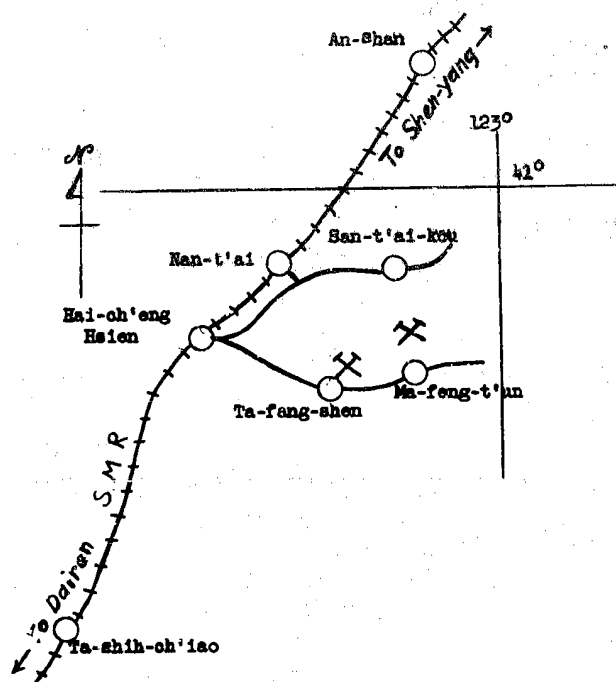 An-shan
To Shen-yang
123°
N
41°
San-t'ai-kou
Nan-t'ai
Hai-ch'eng
Hsien
Ta-fang-shen
Ma-feng-t'un
S M R
To Dairen
Ta-shih-ch'iao